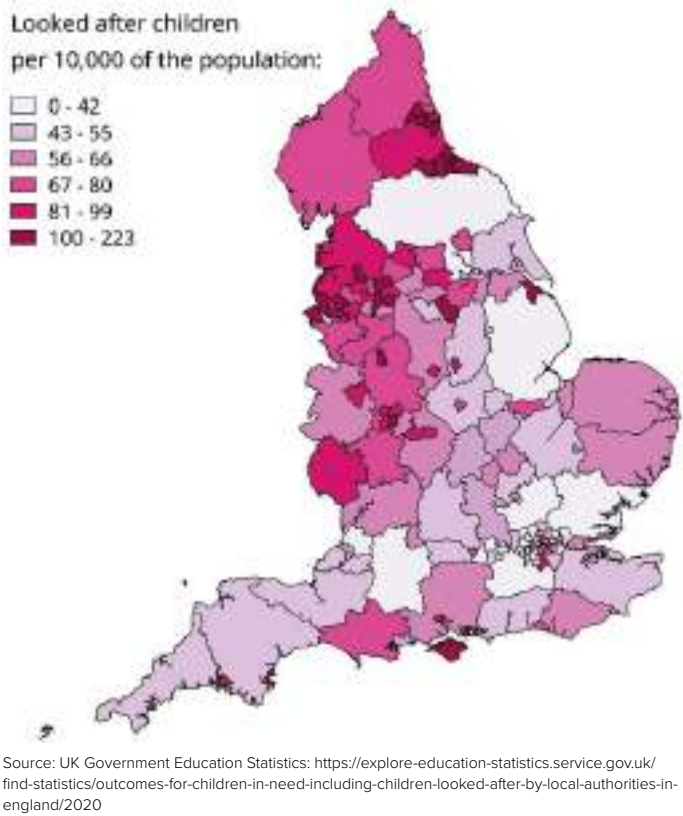 Looked after children
per 10,000 of the population:
0 - 42
43 - 55
56 - 66
67 - 80
81 - 99
100 - 223
Source: UK Government Education Statistics: https://explore-education-statistics.service.gov.uk/
find-statistics/outcomes-for-children-in-need-including-children-looked-after-by-local-authorities-in-
england/2020